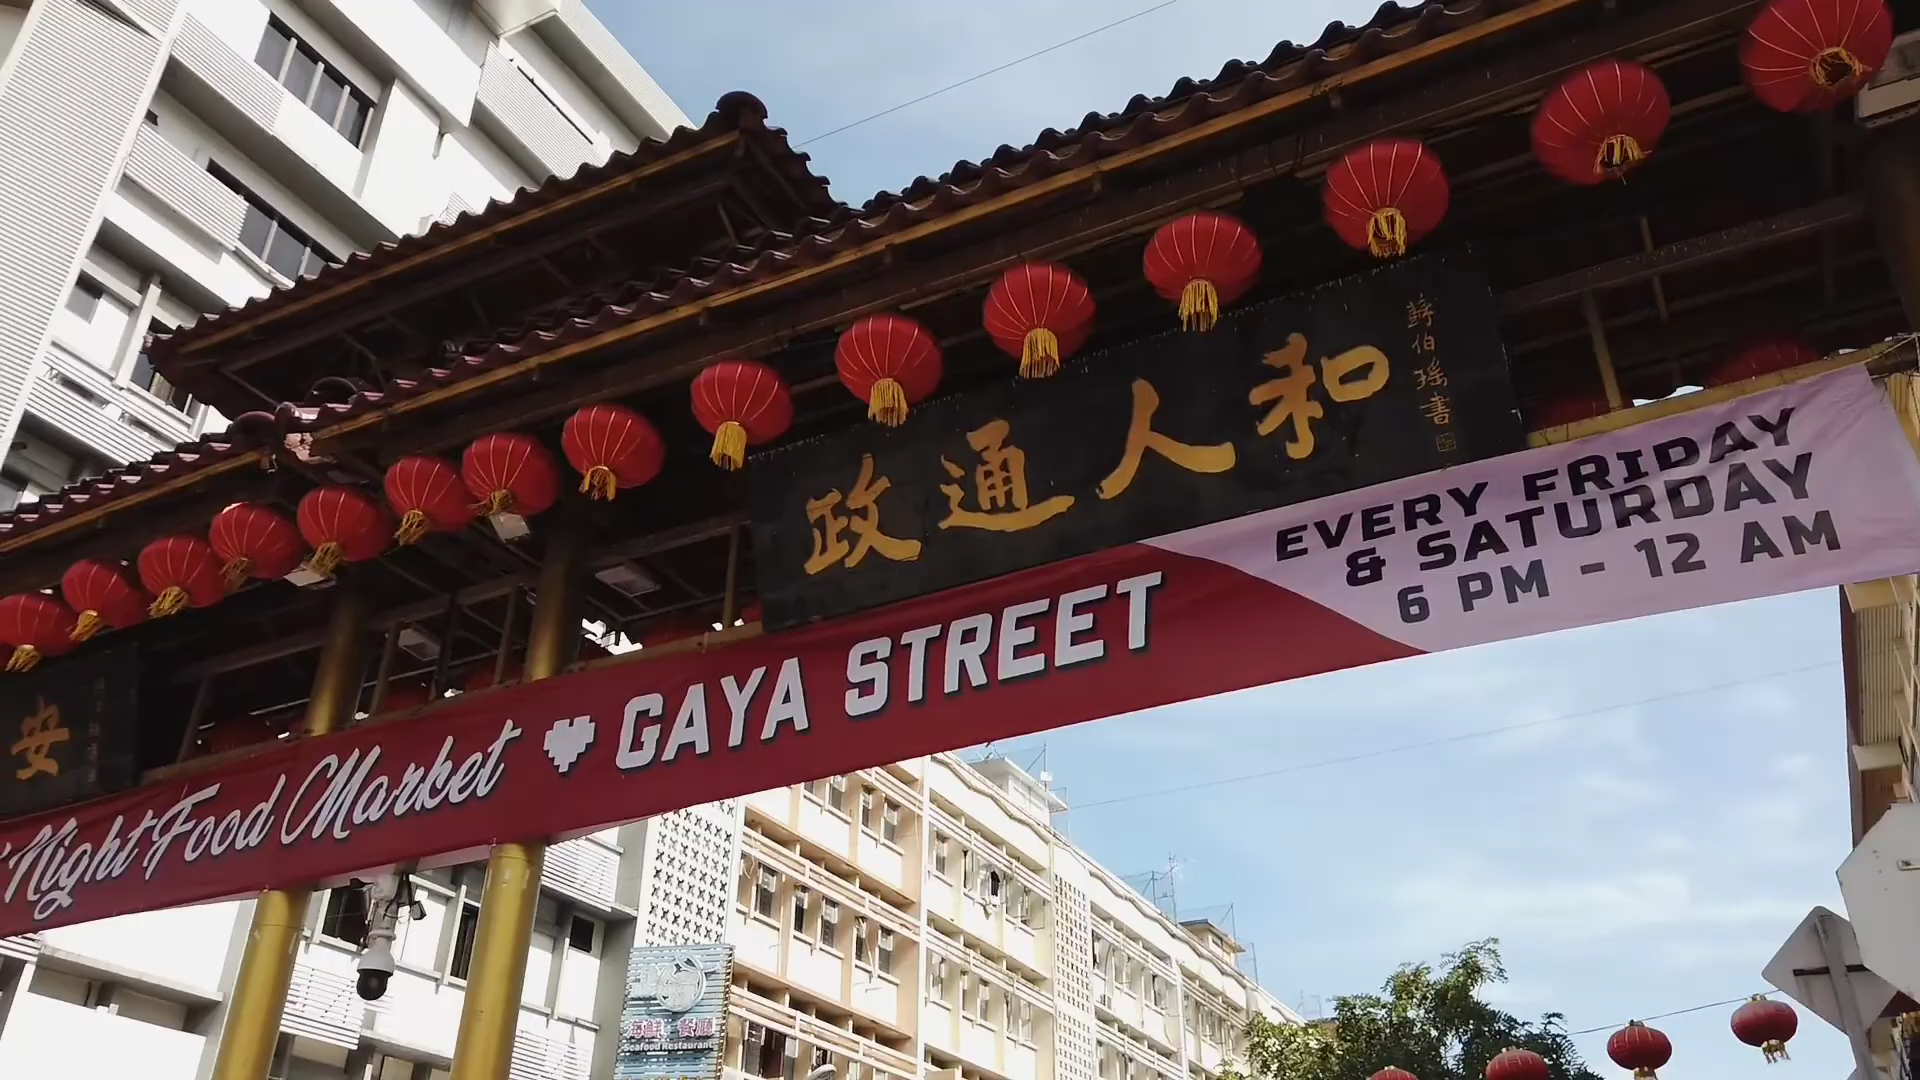 政通人和
蘇伯瑤書
安
Night Food Market ♥ GAYA STREET
EVERY FRIDAY
& SATURDAY
6 PM - 12 AM
海鮮 餐廳
Seafood Restaurant